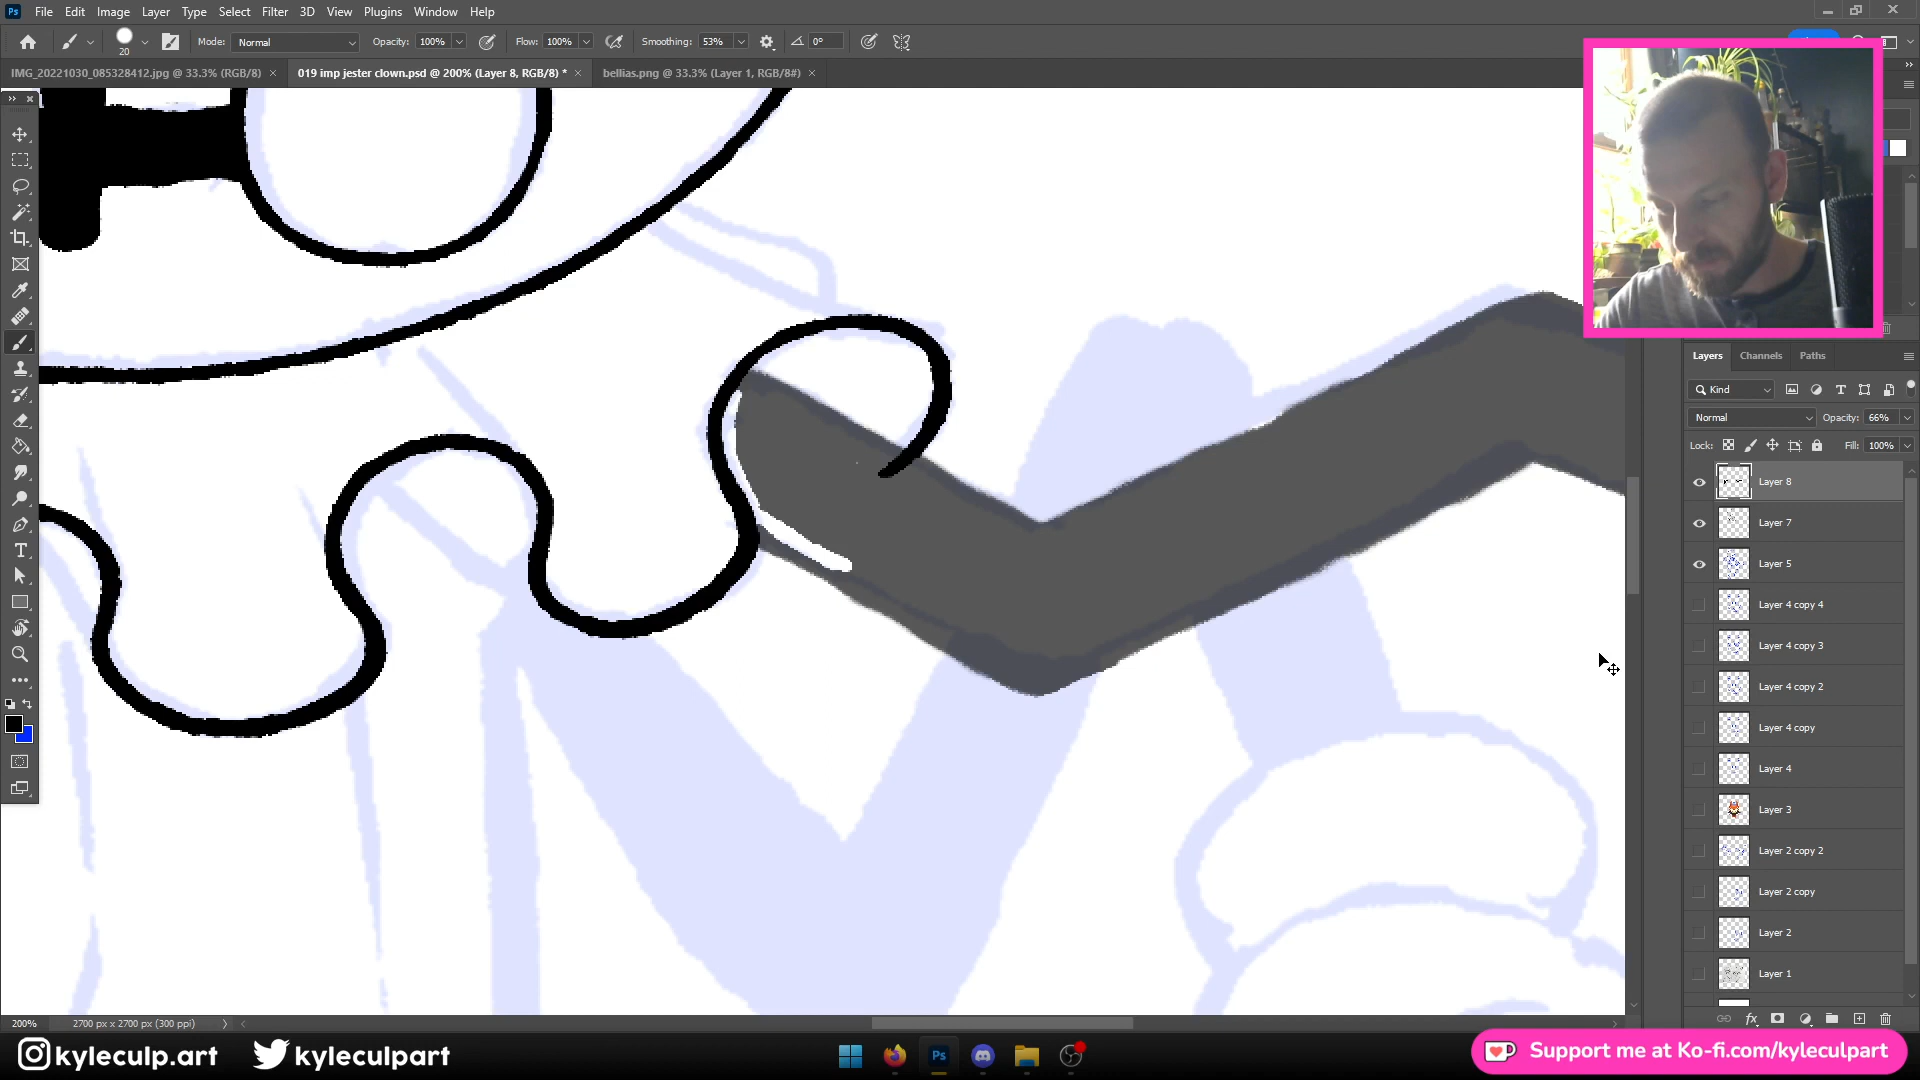 Ps File Edit Image Layer Type Select Filter 3D View Plugins Window Help
20 Mode: Normal Opacity: 100% Flow: 100% Smoothing: 53% 0°
IMG_20221030_085328412.jpg @ 33.3% (RGB/8) × 019 imp jester clown.psd @ 200% (Layer 8, RGB/8) * × bellias.png @ 33.3% (Layer 1, RGB/8#) ×
Layers Channels Paths
Kind
Normal Opacity: 66%
Lock: Fill: 100%
Layer 8
Layer 7
Layer 5
Layer 4 copy 4
Layer 4 copy 3
Layer 4 copy 2
Layer 4 copy
Layer 4
Layer 3
Layer 2 copy 2
Layer 2 copy
Layer 2
Layer 1
fx
200% 2700 px x 2700 px (300 ppi)
kyleculp.art kyleculpart
Ps
Support me at Ko-fi.com/kyleculpart